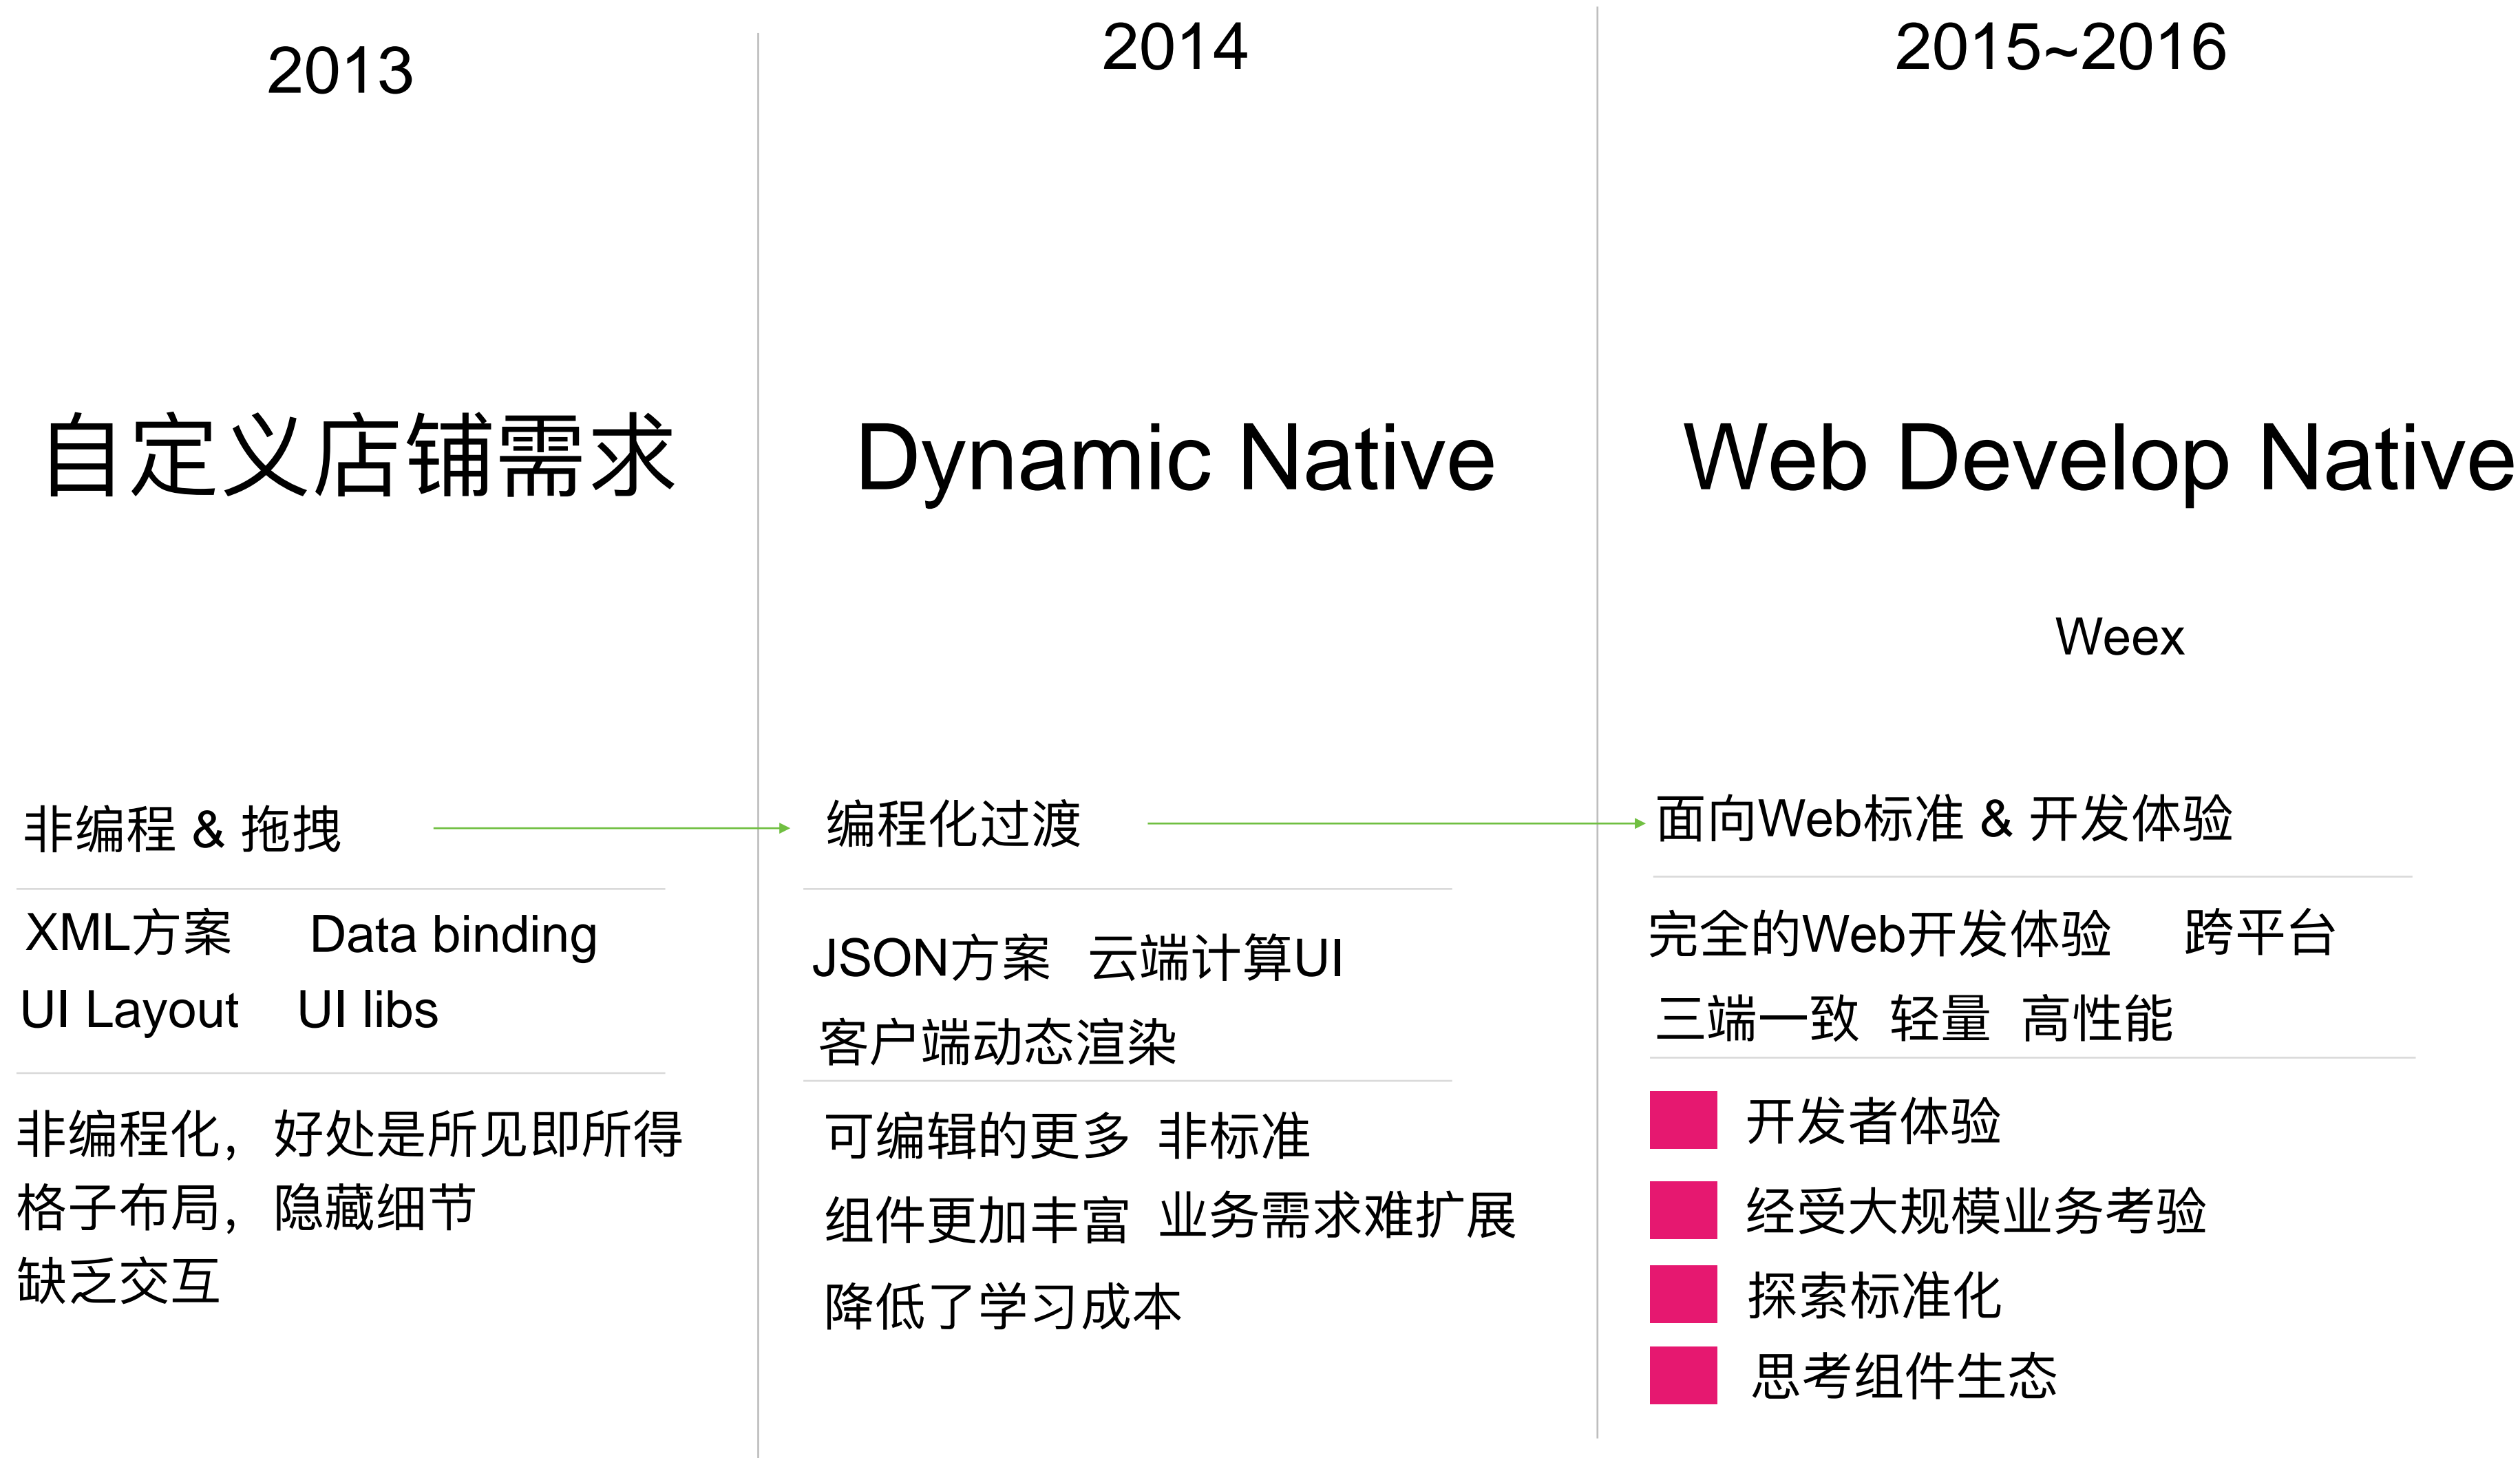 2013
自定义店铺需求
非编程 & 拖拽
XML方案 Data binding
UI Layout UI libs
非编程化，好处是所见即所得
格子布局，隐藏细节
缺乏交互
2014
Dynamic Native
编程化过渡
JSON方案 云端计算UI
客户端动态渲染
可编辑的更多 非标准
组件更加丰富 业务需求难扩展
降低了学习成本
2015~2016
Web Develop Native
Weex
面向Web标准 & 开发体验
完全的Web开发体验 跨平台
三端一致 轻量 高性能
开发者体验
经受大规模业务考验
探索标准化
思考组件生态